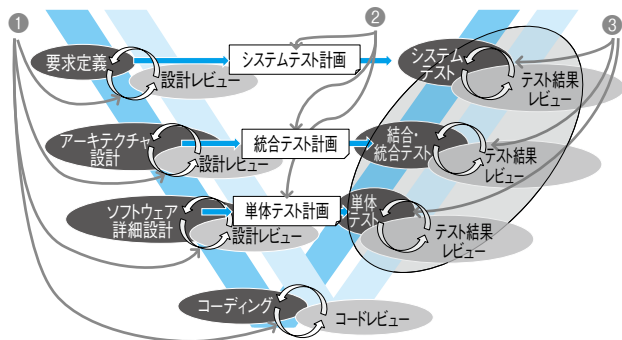 ❶
❷
❸
要求定義
設計レビュー
システムテスト計画
システム
テスト
テスト結果
レビュー
アーキテクチャ
設計
設計レビュー
統合テスト計画
結合・
統合テスト
テスト結果
レビュー
ソフトウェア
詳細設計
設計レビュー
単体テスト計画
単体
テスト
テスト結果
レビュー
コーディング
コードレビュー